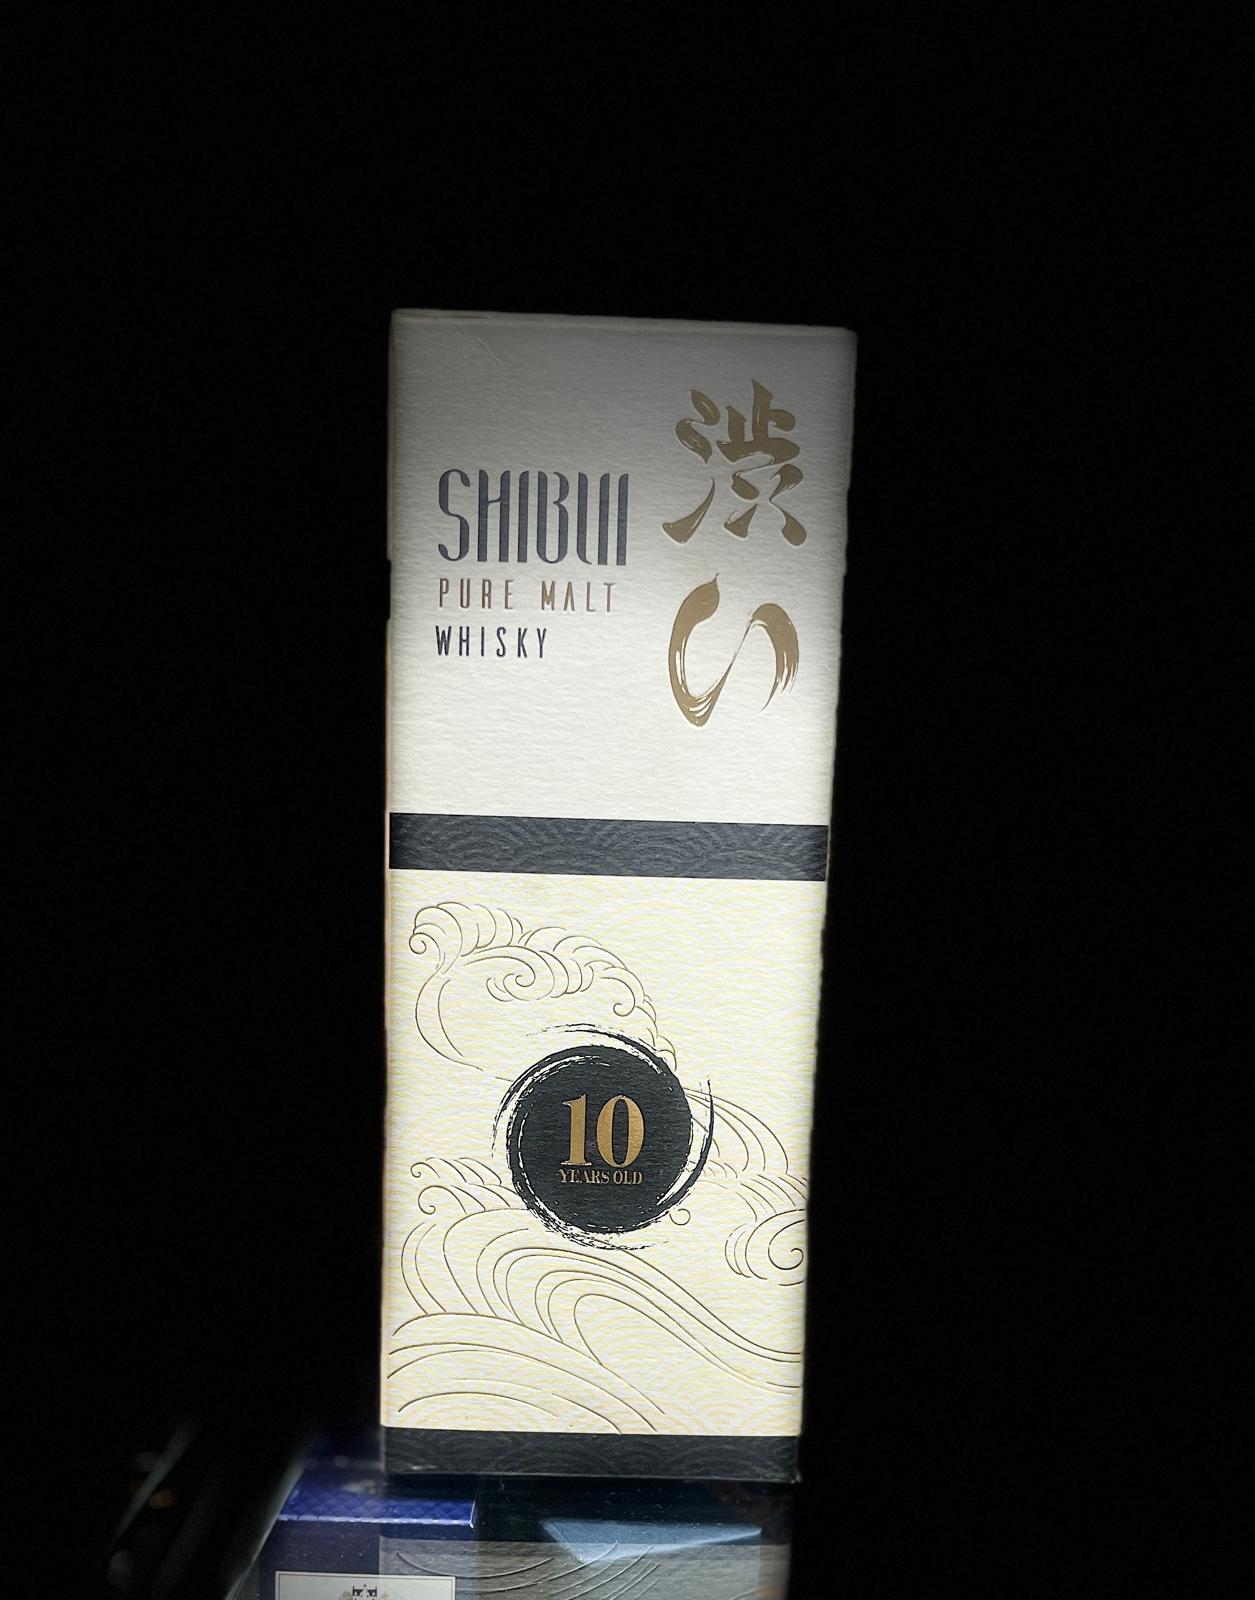 SHIBUI
PURE MALT
WHISKY
渋い
10
YEARS OLD